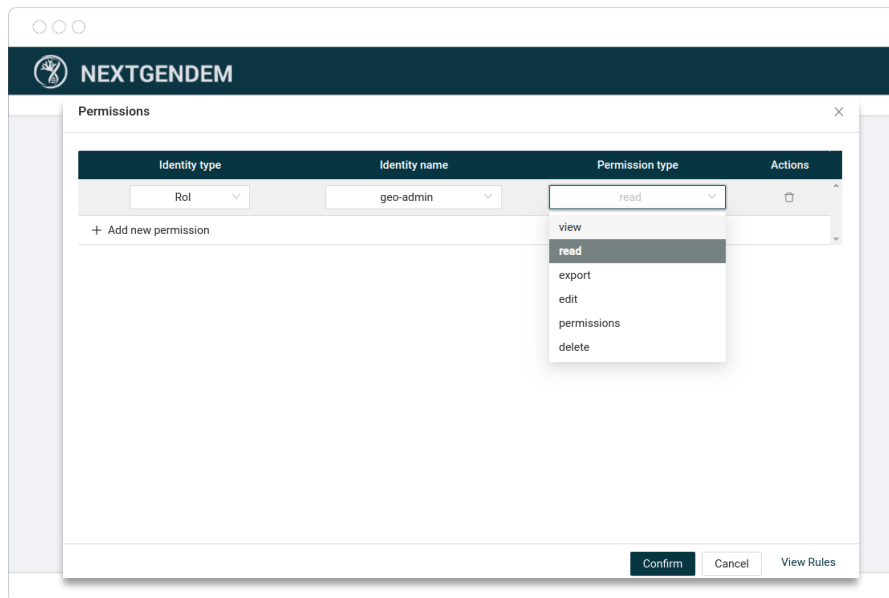 NEXTGENDEM
Permissions
Identity type Identity name Permission type Actions
Rol geo-admin read
+ Add new permission
view
read
export
edit
permissions
delete
Confirm Cancel View Rules